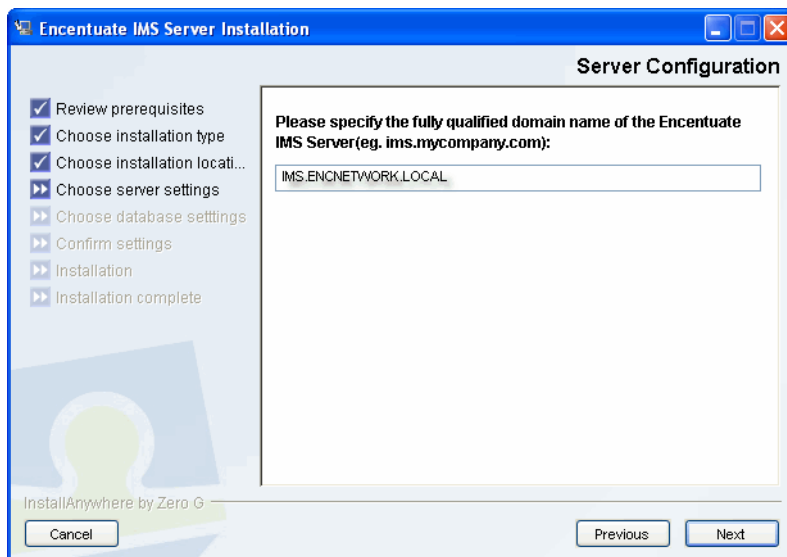 Encentuate IMS Server Installation
Server Configuration
Review prerequisites
Choose installation type
Choose installation locati...
Choose server settings
Choose database setttings
Confirm settings
Installation
Installation complete
Please specify the fully qualified domain name of the Encentuate
IMS Server(eg. ims.mycompany.com):
IMS.ENCNETWORK.LOCAL
InstallAnywhere by Zero G
Cancel
Previous
Next